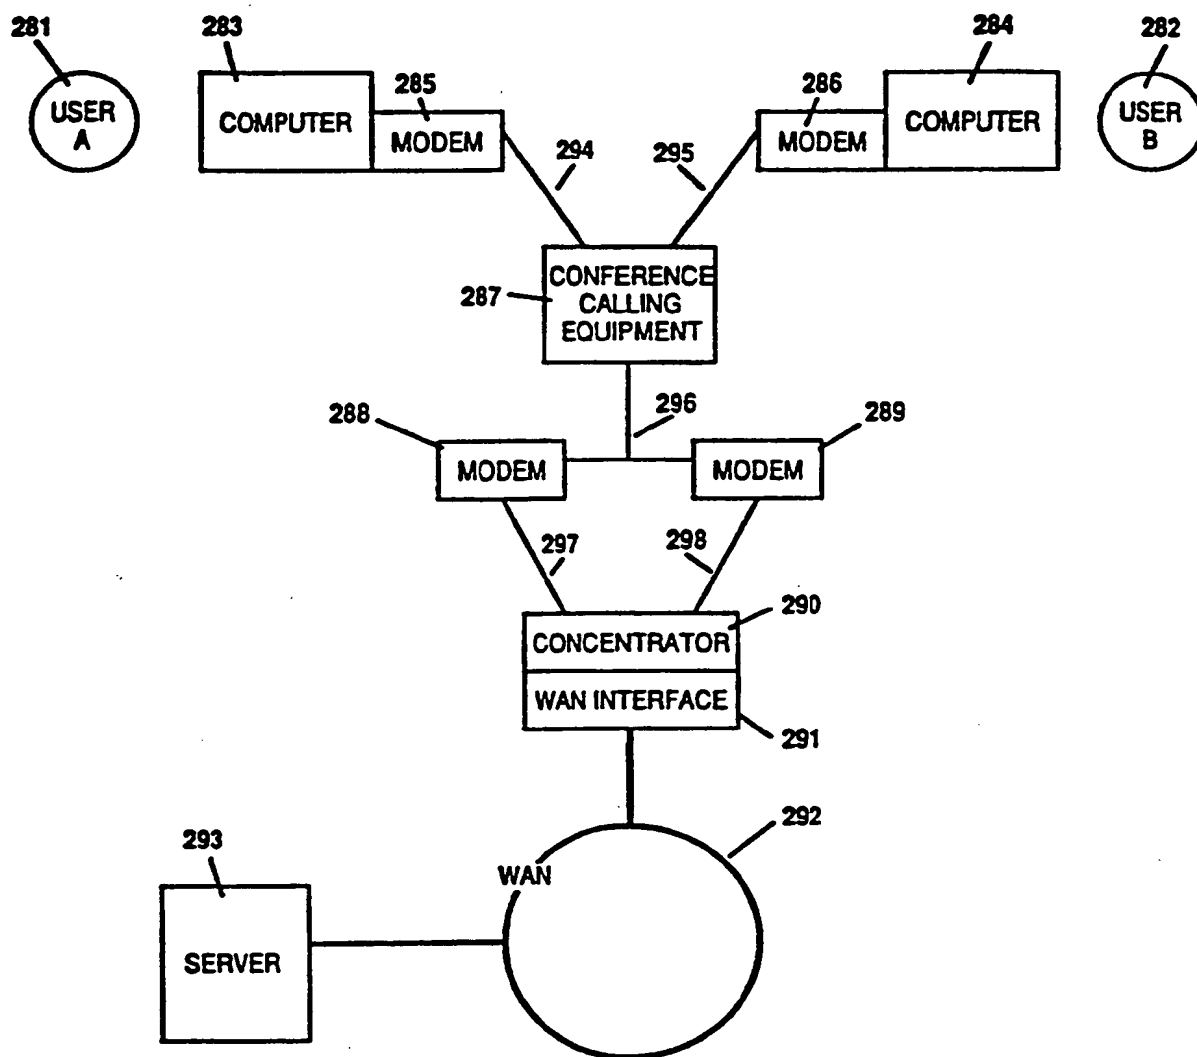 281
283
284
282
USER
A
COMPUTER
285
MODEM
286
MODEM
COMPUTER
USER
B
294
295
287
CONFERENCE
CALLING
EQUIPMENT
296
288
289
MODEM
MODEM
297
298
290
CONCENTRATOR
WAN INTERFACE
291
292
293
WAN
SERVER